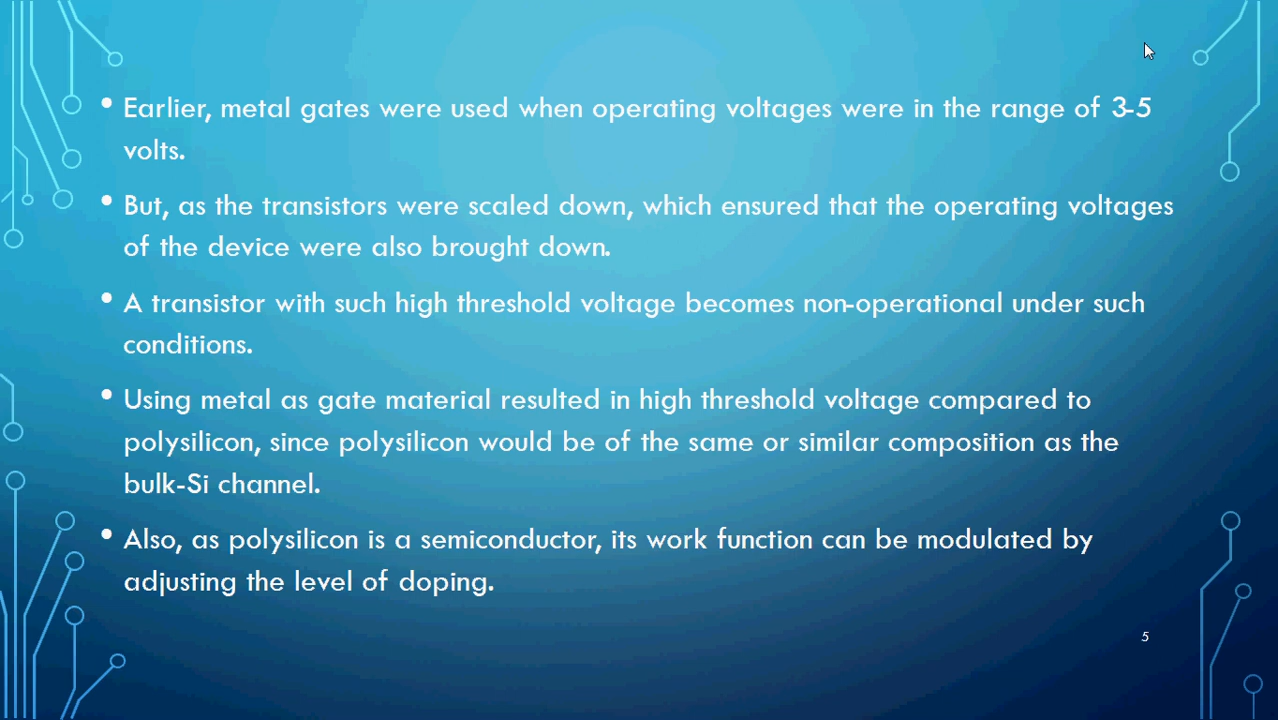 • Earlier, metal gates were used when operating voltages were in the range of 3-5
volts.
• But, as the transistors were scaled down, which ensured that the operating voltages
of the device were also brought down.
• A transistor with such high threshold voltage becomes non-operational under such
conditions.
• Using metal as gate material resulted in high threshold voltage compared to
polysilicon, since polysilicon would be of the same or similar composition as the
bulk-Si channel.
• Also, as polysilicon is a semiconductor, its work function can be modulated by
adjusting the level of doping.
5